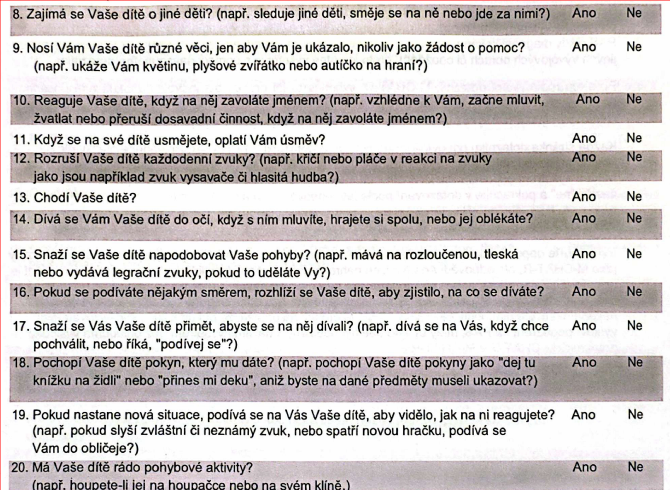 8. Zajímá se Vaše dítě o jiné děti? (např. sleduje jiné děti, směje se na ně nebo jde za nimi?) Ano Ne
9. Nosí Vám Vaše dítě různé věci, jen aby Vám je ukázalo, nikoliv jako žádost o pomoc? Ano Ne
(např. ukáže Vám květinu, plyšové zvířátko nebo autíčko na hraní?)
10. Reaguje Vaše dítě, když na něj zavoláte jménem? (např. vzhlédne k Vám, začne mluvit, Ano Ne
žvatlat nebo přeruší dosavadní činnost, když na něj zavoláte jménem?)
11. Když se na své dítě usmějete, oplatí Vám úsměv? Ano Ne
12. Rozruší Vaše dítě každodenní zvuky? (např. křičí nebo pláče v reakci na zvuky Ano Ne
jako jsou například zvuk vysavače či hlasitá hudba?)
13. Chodí Vaše dítě? Ano Ne
14. Dívá se Vám Vaše dítě do očí, když s ním mluvíte, hrajete si spolu, nebo jej oblékáte? Ano Ne
15. Snaží se Vaše dítě napodobovat Vaše pohyby? (např. mává na rozloučenou, tleská Ano Ne
nebo vydává legrační zvuky, pokud to uděláte Vy?)
16. Pokud se podíváte nějakým směrem, rozhlíží se Vaše dítě, aby zjistilo, na co se díváte? Ano Ne
17. Snaží se Vás Vaše dítě přimět, abyste se na něj dívali? (např. dívá se na Vás, když chce Ano Ne
pochválit, nebo říká, "podívej se"?)
18. Pochopí Vaše dítě pokyn, který mu dáte? (např. pochopí Vaše dítě pokyny jako "dej tu Ano Ne
knížku na židli" nebo "přines mi deku", aniž byste na dané předměty museli ukazovat?)
19. Pokud nastane nová situace, podívá se na Vás Vaše dítě, aby vidělo, jak na ni reagujete? Ano Ne
(např. pokud slyší zvláštní či neznámý zvuk, nebo spatří novou hračku, podívá se
Vám do obličeje?)
20. Má Vaše dítě rádo pohybové aktivity? Ano Ne
(např. houpete-li jej na houpačce nebo na svém klíně.)